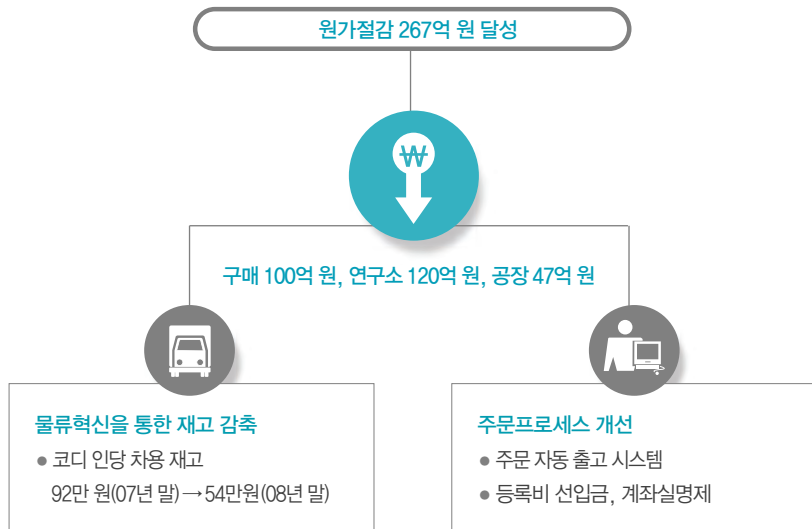 원가절감 267억 원 달성
₩
구매 100억 원, 연구소 120억 원, 공장 47억 원
물류혁신을 통한 재고 감축
● 코디 인당 차용 재고
92만 원(07년 말)→54만원(08년 말)
주문프로세스 개선
● 주문 자동 출고 시스템
● 등록비 선입금, 계좌실명제